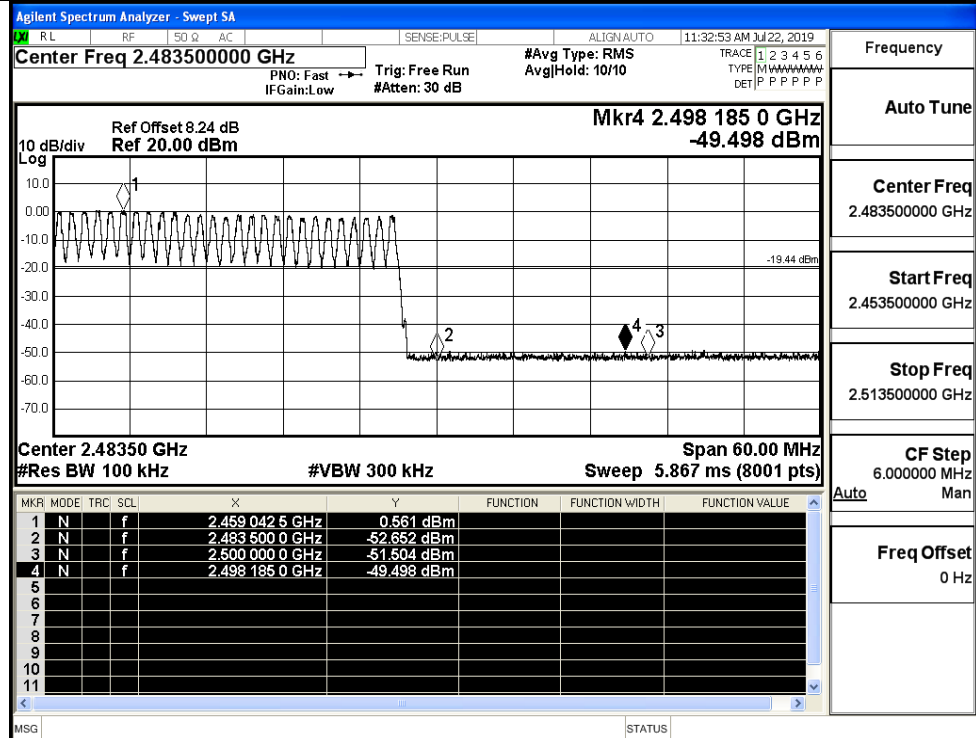 Agilent Spectrum Analyzer - Swept SA
LXI RL RF 50 Ω AC SENSE:PULSE ALIGN AUTO 11:32:53 AM Jul 22, 2019
Center Freq 2.483500000 GHz
PNO: Fast
IFGain:Low
Trig: Free Run
#Atten: 30 dB
#Avg Type: RMS
Avg|Hold: 10/10
TRACE 1 2 3 4 5 6
TYPE M
DET P P P P P P
Ref Offset 8.24 dB
10 dB/div Ref 20.00 dBm
Log
Mkr4 2.498 185 0 GHz
-49.498 dBm
10.0
0.00
-10.0
-20.0
-30.0
-40.0
-50.0
-60.0
-70.0
1
-19.44 dBm
2
4
3
Center 2.48350 GHz Span 60.00 MHz
#Res BW 100 kHz #VBW 300 kHz Sweep 5.867 ms (8001 pts)
MKR MODE TRC SCL X Y FUNCTION FUNCTION WIDTH FUNCTION VALUE
1 N f 2.459 042 5 GHz 0.561 dBm
2 N f 2.483 500 0 GHz -52.652 dBm
3 N f 2.500 000 0 GHz -51.504 dBm
4 N f 2.498 185 0 GHz -49.498 dBm
5
6
7
8
9
10
11
MSG STATUS
Frequency
Auto Tune
Center Freq
2.483500000 GHz
Start Freq
2.453500000 GHz
Stop Freq
2.513500000 GHz
CF Step
6.000000 MHz
Auto Man
Freq Offset
0 Hz